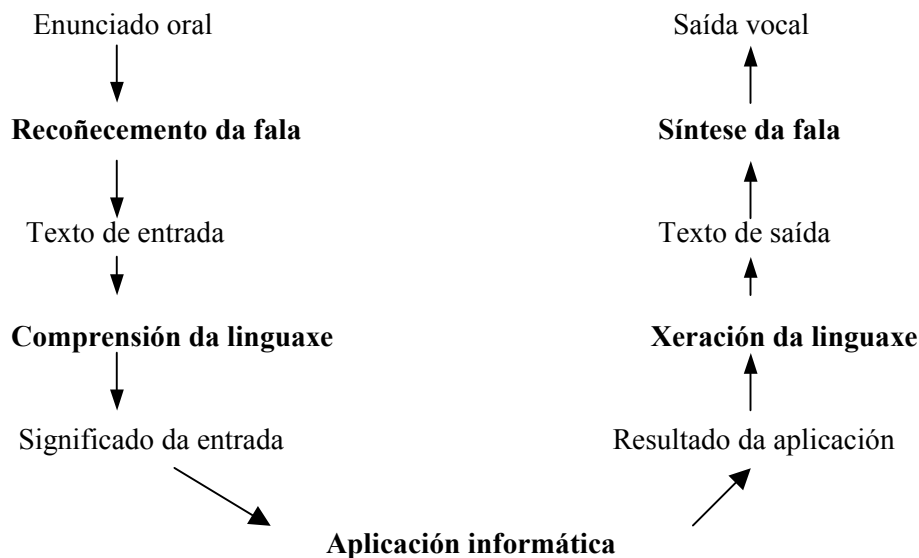 Enunciado oral
Saída vocal
Recoñecemento da fala
Síntese da fala
Texto de entrada
Texto de saída
Comprensión da linguaxe
Xeración da linguaxe
Significado da entrada
Resultado da aplicación
Aplicación informática